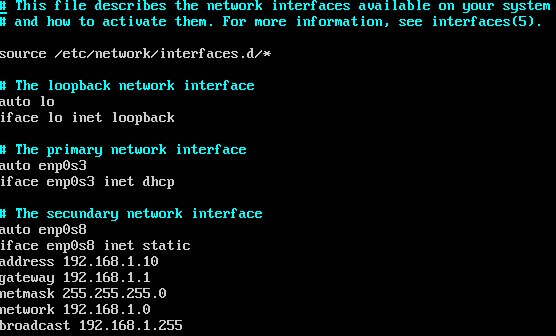 # This file describes the network interfaces available on your system
# and how to activate them. For more information, see interfaces(5).
source /etc/network/interfaces.d/*
# The loopback network interface
auto lo
iface lo inet loopback
# The primary network interface
auto enp0s3
iface enp0s3 inet dhcp
# The secundary network interface
auto enp0s8
iface enp0s8 inet static
address 192.168.1.10
gateway 192.168.1.1
netmask 255.255.255.0
network 192.168.1.0
broadcast 192.168.1.255